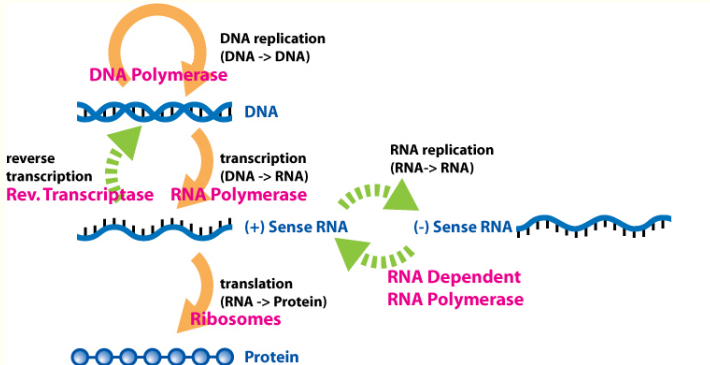 DNA replication
(DNA -> DNA)
DNA Polymerase
DNA
reverse
transcription
Rev. Transcriptase
transcription
(DNA -> RNA)
RNA Polymerase
RNA replication
(RNA-> RNA)
(+) Sense RNA
(-) Sense RNA
RNA Dependent
RNA Polymerase
translation
(RNA -> Protein)
Ribosomes
Protein